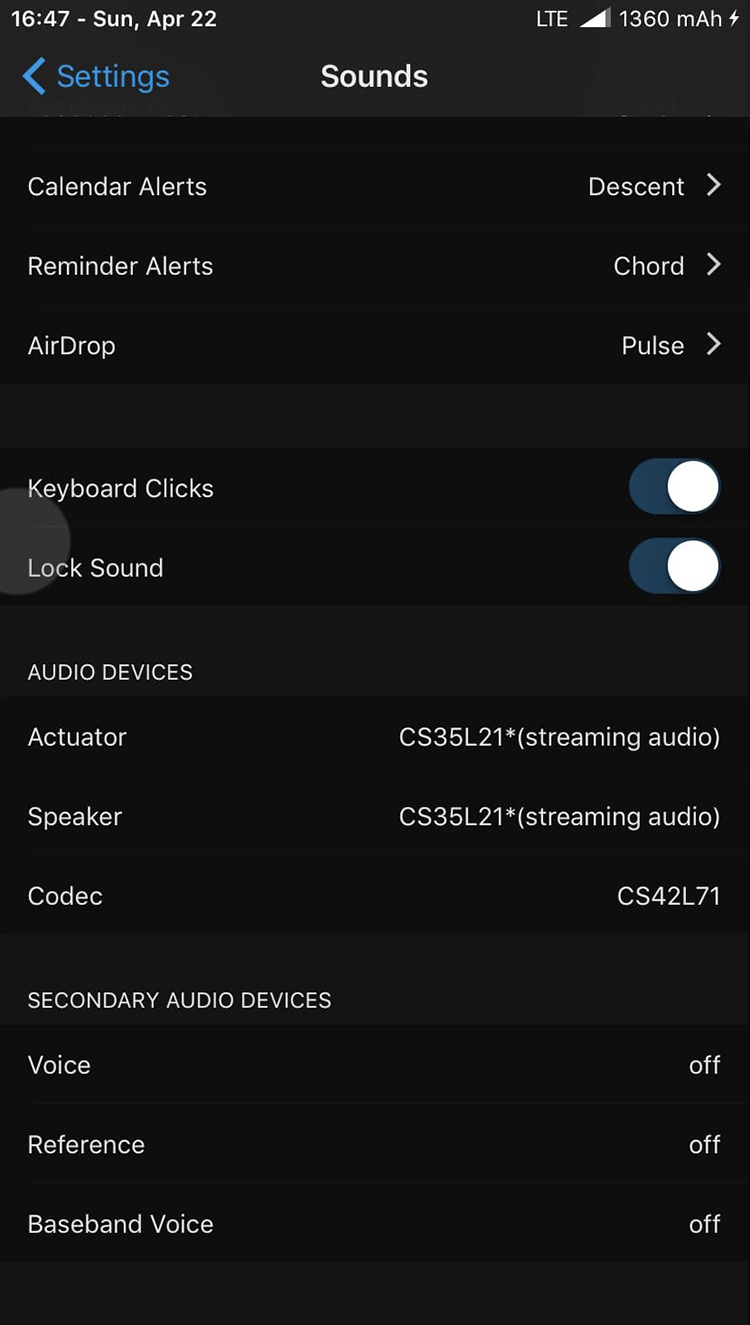 16:47 - Sun, Apr 22 LTE 1360 mAh
Settings Sounds
Calendar Alerts Descent
Reminder Alerts Chord
AirDrop Pulse
Keyboard Clicks
Lock Sound
AUDIO DEVICES
Actuator CS35L21*(streaming audio)
Speaker CS35L21*(streaming audio)
Codec CS42L71
SECONDARY AUDIO DEVICES
Voice off
Reference off
Baseband Voice off